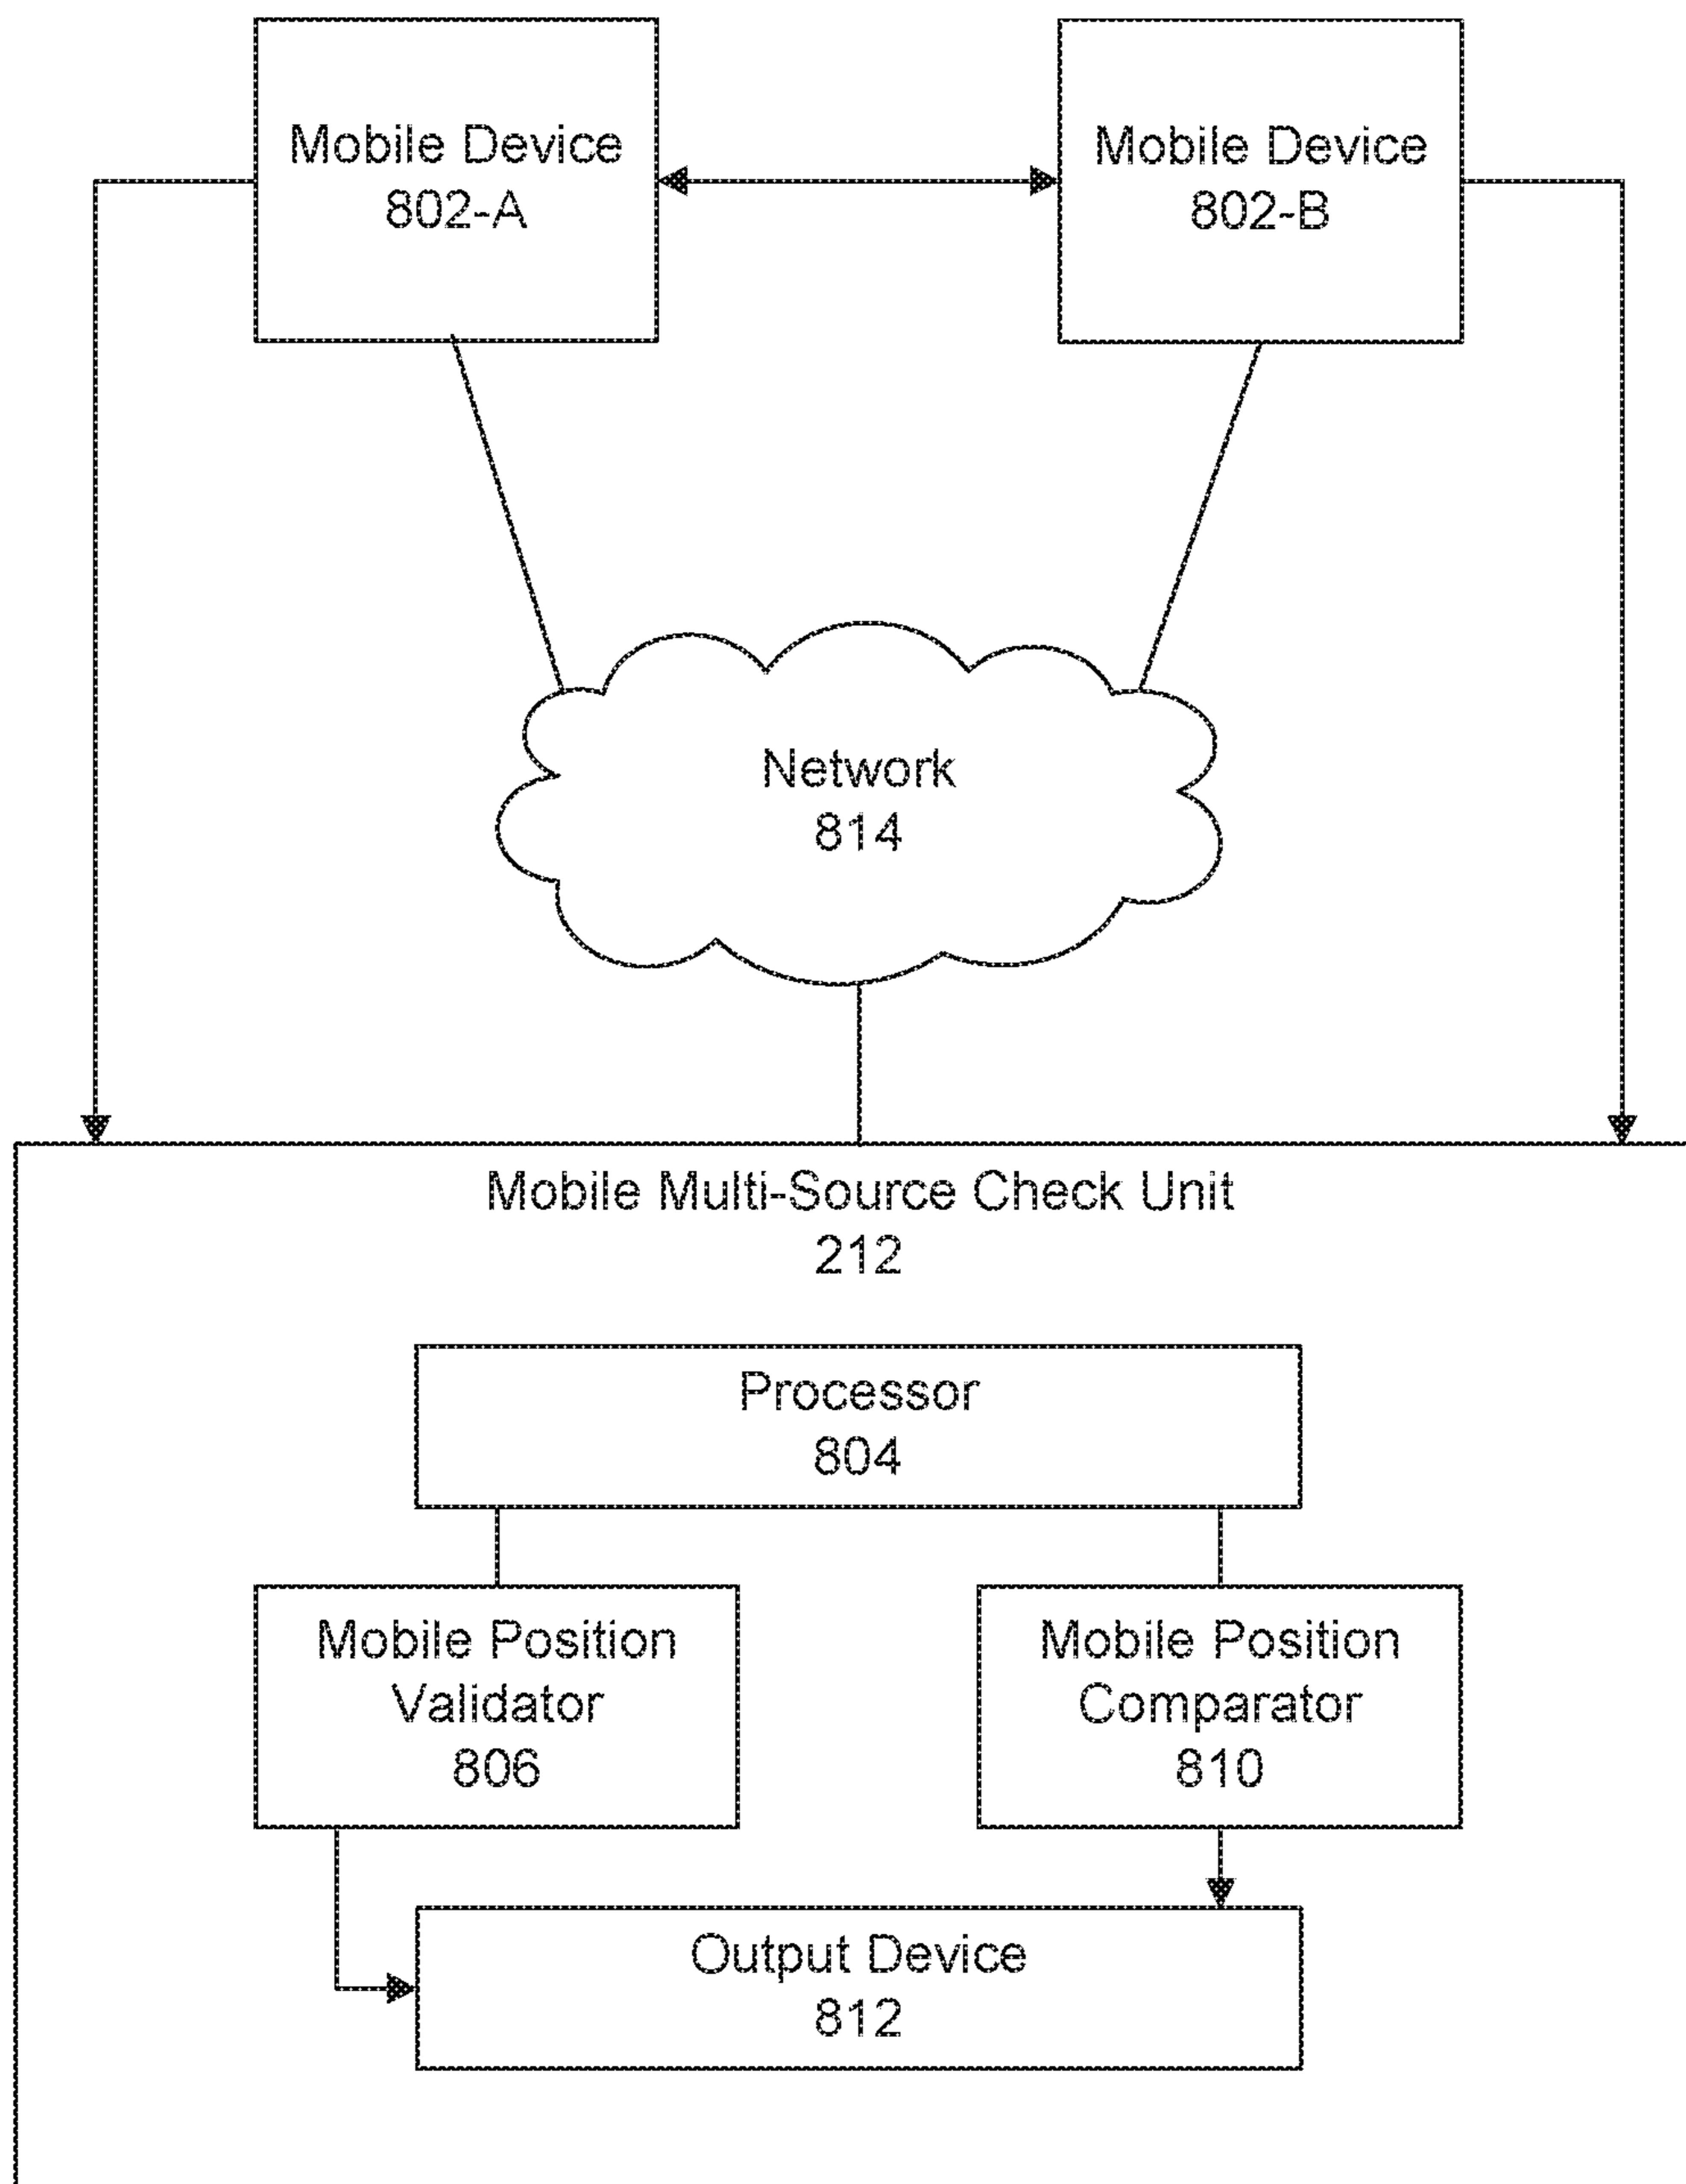 Mobile Device
802-A
Mobile Device
802-B
Network
814
Mobile Multi-Source Check Unit
212
Processor
804
Mobile Position
Validator
806
Mobile Position
Comparator
810
Output Device
812